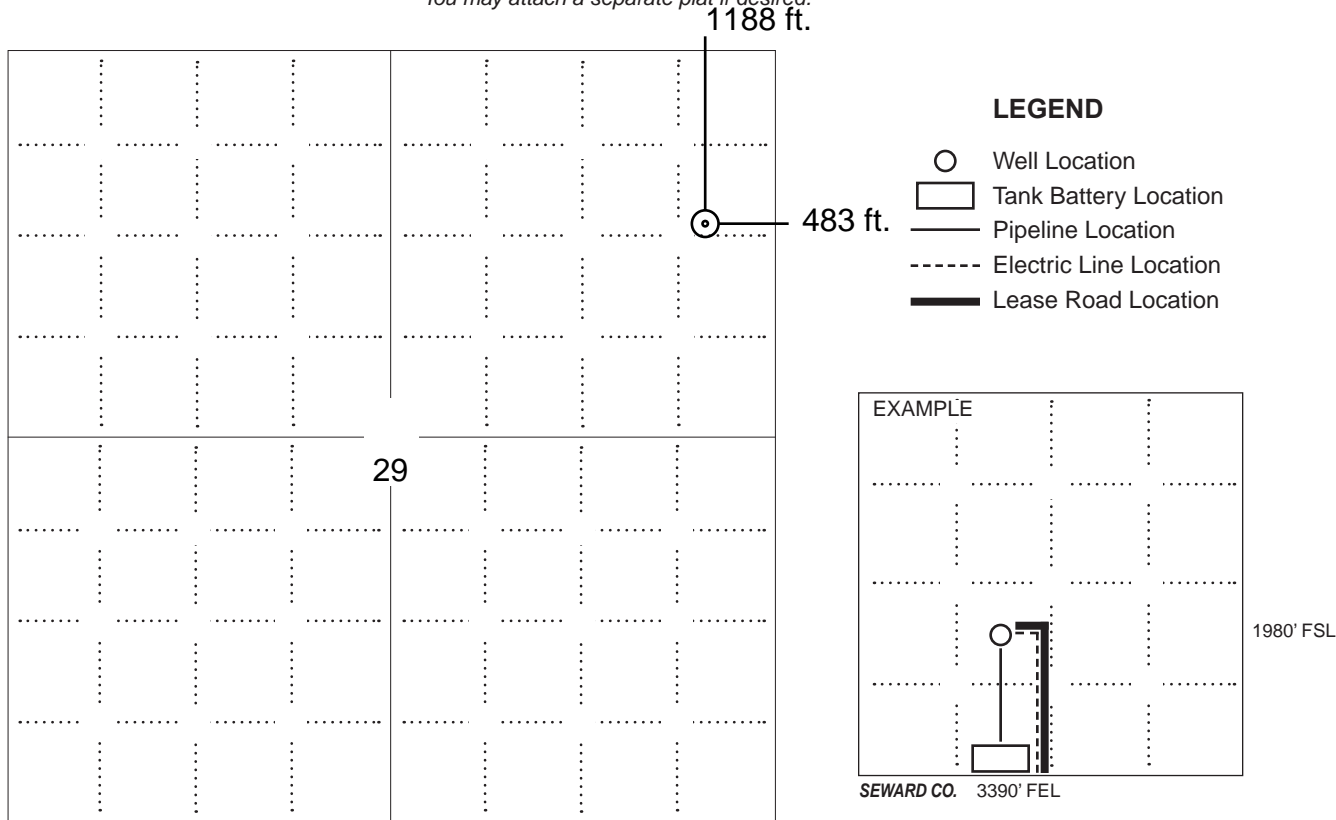 You may attach a separate plat if desired.
1188 ft.
483 ft.
29
LEGEND
Well Location
Tank Battery Location
Pipeline Location
Electric Line Location
Lease Road Location
EXAMPLE
1980' FSL
SEWARD CO. 3390' FEL